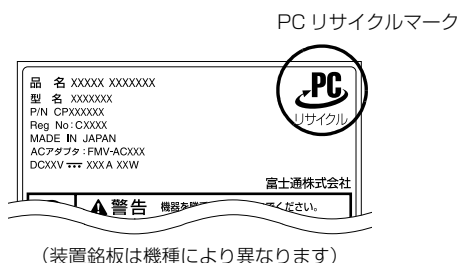 PC リサイクルマーク
品 名 XXXXX XXXXXXX
型 名 XXXXXXX
P/N CPXXXXXX
Reg No:CXXXX
MADE IN JAPAN
ACアダプタ:FMV-ACXXX
DCXXV XXX A XXW
PC
リサイクル
富士通株式会社
警告 機器を
ください。
(装置銘板は機種により異なります)